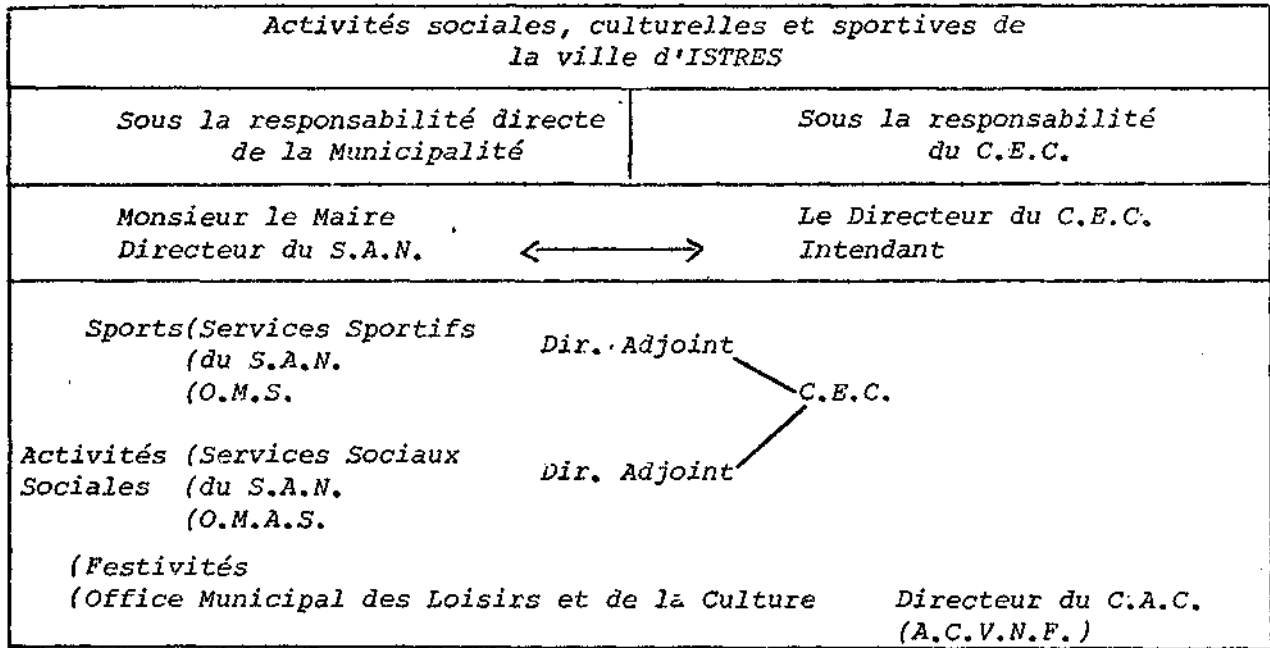 Activités sociales, culturelles et sportives de
la ville d'ISTRES
Sous la responsabilité directe
de la Municipalité
Sous la responsabilité
du C.E.C.
Monsieur le Maire
Directeur du S.A.N.
Le Directeur du C.E.C.
Intendant
Sports(Services Sportifs
(du S.A.N.
(O.M.S.
Dir. Adjoint
C.E.C.
Activités (Services Sociaux
Sociales (du S.A.N.
(O.M.A.S.
Dir. Adjoint
(Festivités
(Office Municipal des Loisirs et de la Culture
Directeur du C.A.C.
(A.C.V.N.F.)